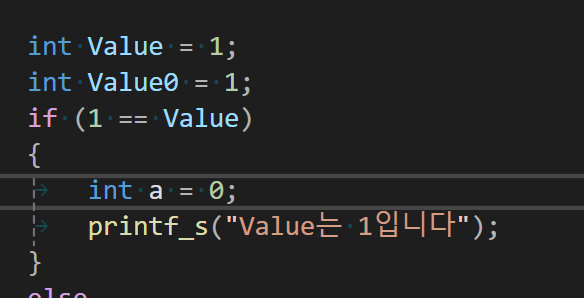 int Value = 1;
int Value0 = 1;
if (1 == Value)
{
int a = 0;
printf_s("Value는 1입니다");
}
else